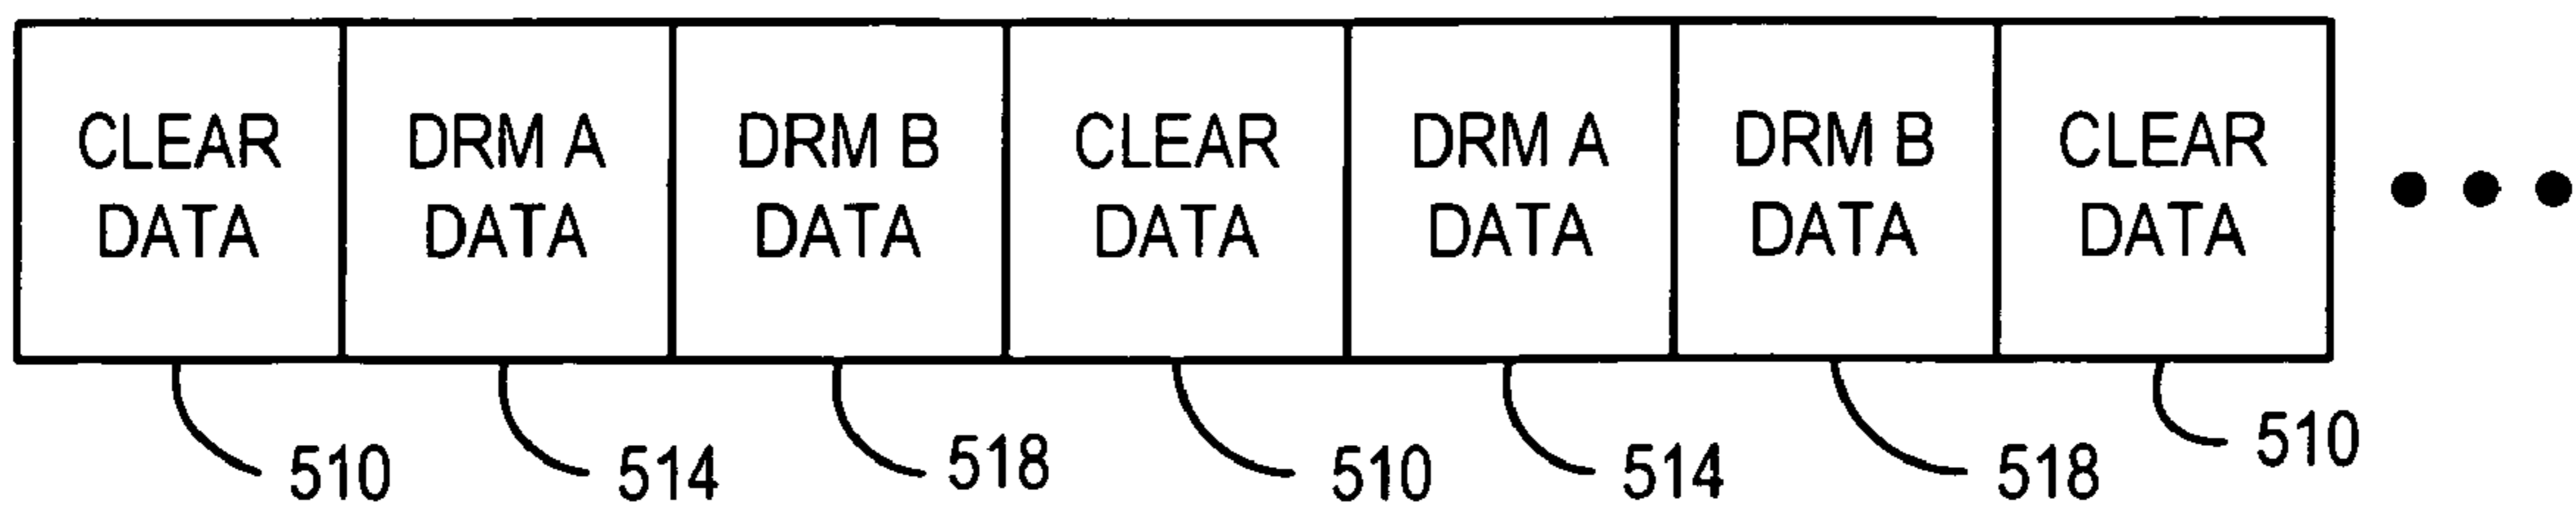 CLEAR DRM A DRM B CLEAR DRM A DRM B CLEAR
DATA DATA DATA DATA DATA DATA DATA
510 514 518 510 514 518 510